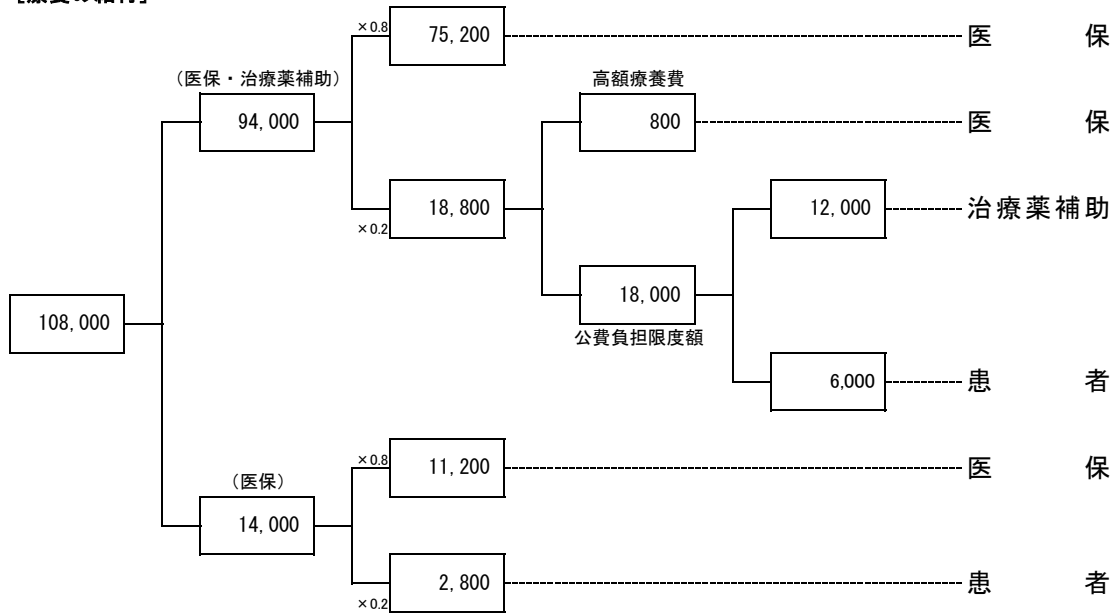 ×0.8
75,200
医 保
(医保・治療薬補助)
94,000
高額療養費
800
医 保
18,800
×0.2
12,000
治療薬補助
18,000
公費負担限度額
108,000
6,000
患 者
×0.8
11,200
医 保
(医保)
14,000
2,800
患 者
×0.2